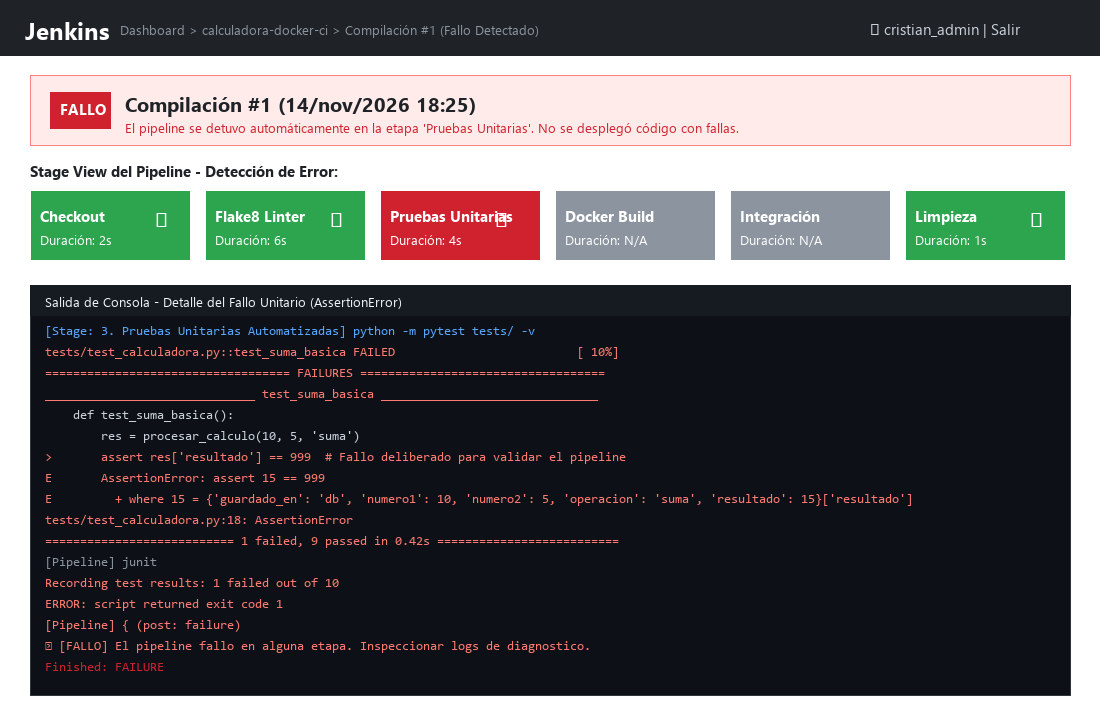 Jenkins Dashboard > calculadora-docker-ci > Compilación #1 (Fallo Detectado) cristian_admin | Salir
FALLO Compilación #1 (14/nov/2026 18:25)
El pipeline se detuvo automáticamente en la etapa 'Pruebas Unitarias'. No se desplegó código con fallas.
Stage View del Pipeline - Detección de Error:
Checkout
Duración: 2s
Flake8 Linter
Duración: 6s
Pruebas Unitarias
Duración: 4s
Docker Build
Duración: N/A
Integración
Duración: N/A
Limpieza
Duración: 1s
Salida de Consola - Detalle del Fallo Unitario (AssertionError)
[Stage: 3. Pruebas Unitarias Automatizadas] python -m pytest tests/ -v
tests/test_calculadora.py::test_suma_basica FAILED                          [ 10%]
=================================== FAILURES ===================================
______________________________ test_suma_basica _______________________________
    def test_suma_basica():
        res = procesar_calculo(10, 5, 'suma')
>       assert res['resultado'] == 999  # Fallo deliberado para validar el pipeline
E       AssertionError: assert 15 == 999
E         + where 15 = {'guardado_en': 'db', 'numero1': 10, 'numero2': 5, 'operacion': 'suma', 'resultado': 15}['resultado']
tests/test_calculadora.py:18: AssertionError
=========================== 1 failed, 9 passed in 0.42s ==========================
[Pipeline] junit
Recording test results: 1 failed out of 10
ERROR: script returned exit code 1
[Pipeline] { (post: failure)
[FALLO] El pipeline fallo en alguna etapa. Inspeccionar logs de diagnostico.
Finished: FAILURE